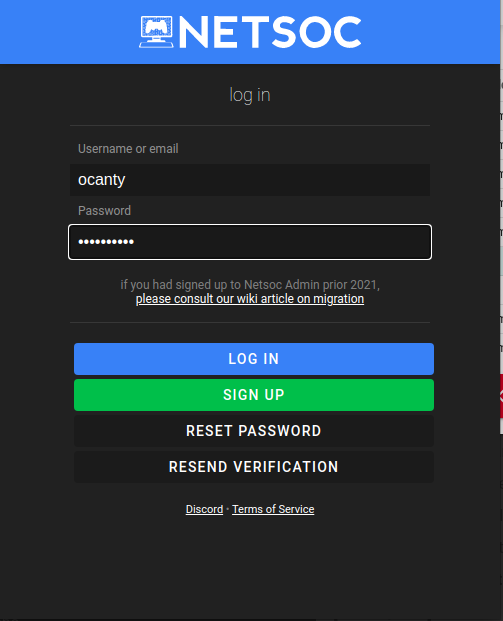 NETSOC
log in
Username or email
ocanty
Password
••••••••••
if you had signed up to Netsoc Admin prior 2021,
please consult our wiki article on migration
LOG IN
SIGN UP
RESET PASSWORD
RESEND VERIFICATION
Discord • Terms of Service